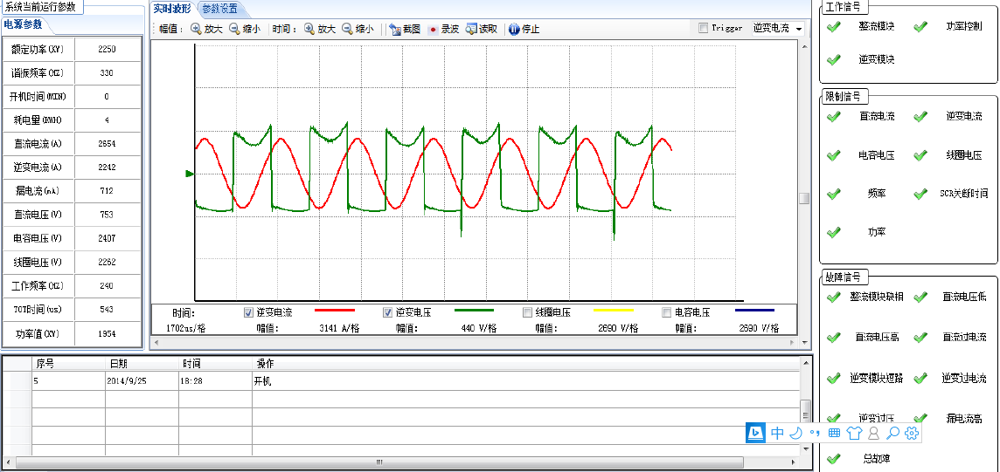 系统当前运行参数
电源参数
额定功率(KW) 2250
谐振频率(HZ) 330
开机时间(MIN) 0
耗电量(KWH) 4
直流电流(A) 2654
逆变电流(A) 2242
漏电流(mA) 712
直流电压(V) 753
电容电压(V) 2407
线圈电压(V) 2262
工作频率(HZ) 240
TOT时间(us) 543
功率值(KW) 1954
实时波形 参数设置
幅值： 放大 缩小 时间： 放大 缩小 截图 录波 读取 停止 Trigger 逆变电流
时间： 逆变电流 逆变电压 线圈电压 电容电压
1702us/格 幅值： 3141 A/格 幅值： 440 V/格 幅值： 2690 V/格 幅值： 2690 V/格
序号 日期 时间 操作
5 2014/9/25 18:28 开机
工作信号
整流模块 功率控制
逆变模块
限制信号
直流电流 逆变电流
电容电压 线圈电压
频率 SCR关断时间
功率
故障信号
整流模块缺相 直流电压低
直流电压高 直流过电流
逆变模块短路 逆变过电流
逆变过压 漏电流高
中
总故障